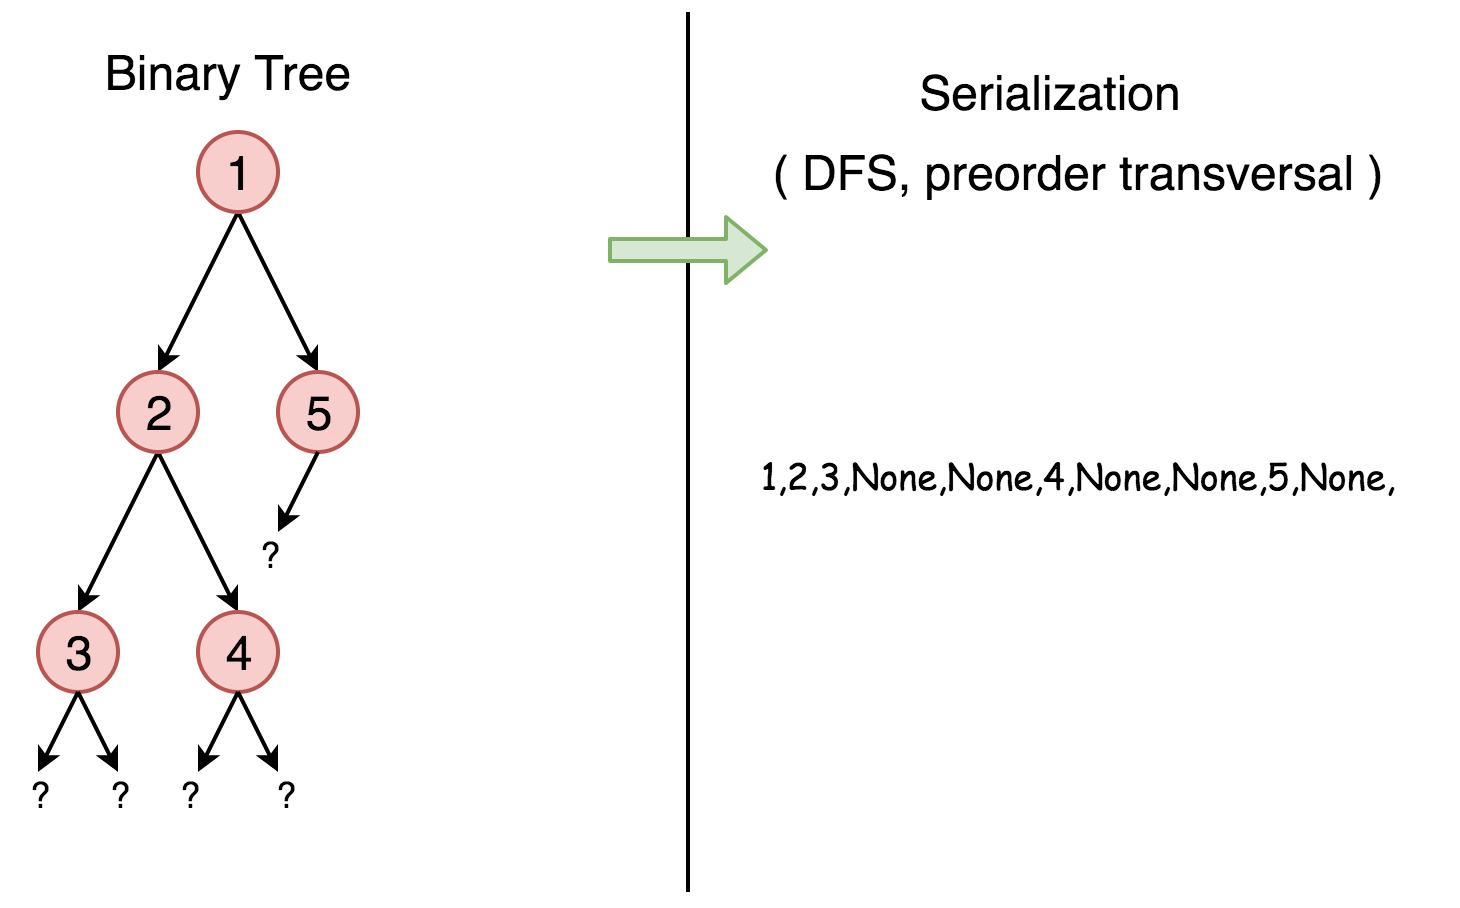 Binary Tree
1
2
5
?
3
4
?
?
?
?
Serialization
( DFS, preorder transversal )
1,2,3,None,None,4,None,None,5,None,